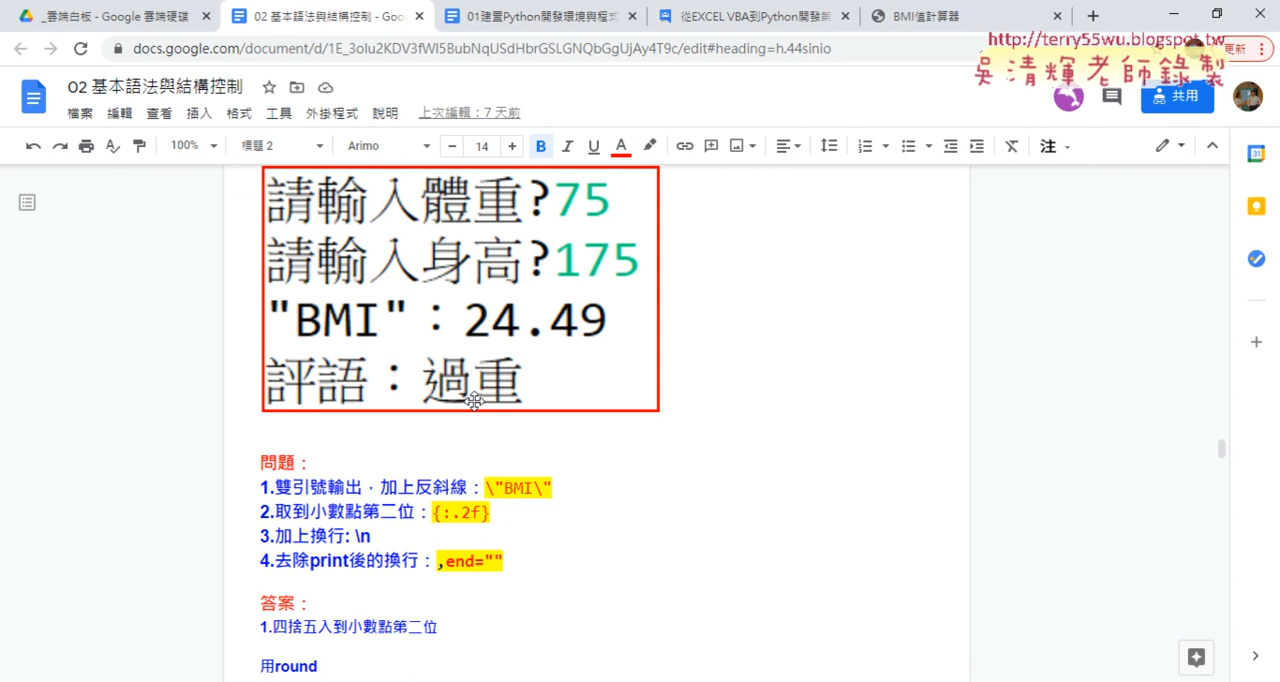 _雲端白板 - Google 雲端硬碟
02 基本語法與結構控制 - Goo
01建置Python開發環境與程式
從EXCEL VBA到Python開發第
BMI值計算器
docs.google.com/document/d/1E_3olu2KDV3fWI5BubNqUSdHbrGSLGNQbGgUjAy4T9c/edit#heading=h.44sinio
更新
http://terry55wu.blogspot.tw
吳清輝老師錄製
02 基本語法與結構控制
檔案 編輯 查看 插入 格式 工具 外掛程式 說明 上次編輯：7 天前
共用
100% 標題 2 Arimo 14 B I U A 注
請輸入體重?75
請輸入身高?175
"BMI"：24.49
評語：過重
問題：
1.雙引號輸出，加上反斜線：\"BMI\"
2.取到小數點第二位：{:.2f}
3.加上換行: \n
4.去除print後的換行：,end=""
答案：
1.四捨五入到小數點第二位
用round